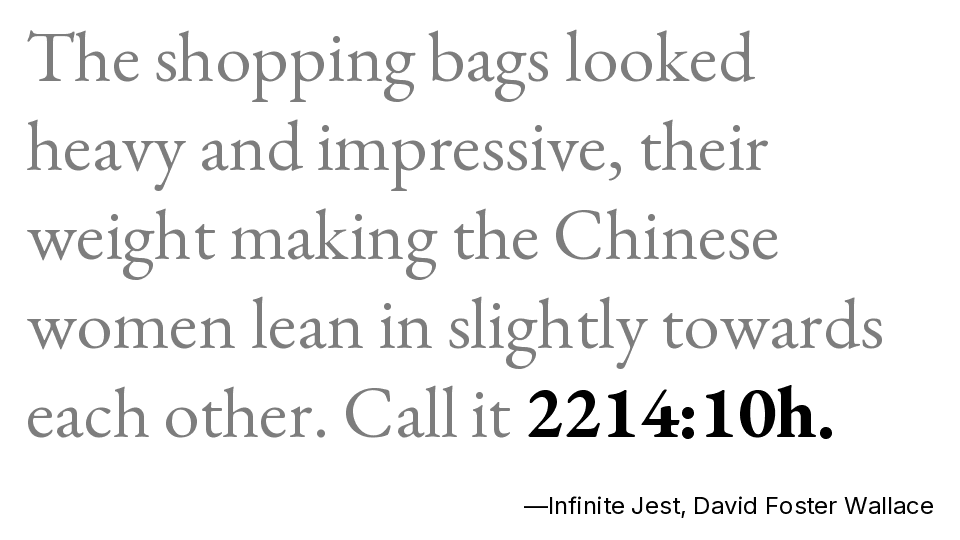 The shopping bags looked
heavy and impressive, their
weight making the Chinese
women lean in slightly towards
each other. Call it 2214:10h.
—Infinite Jest, David Foster Wallace